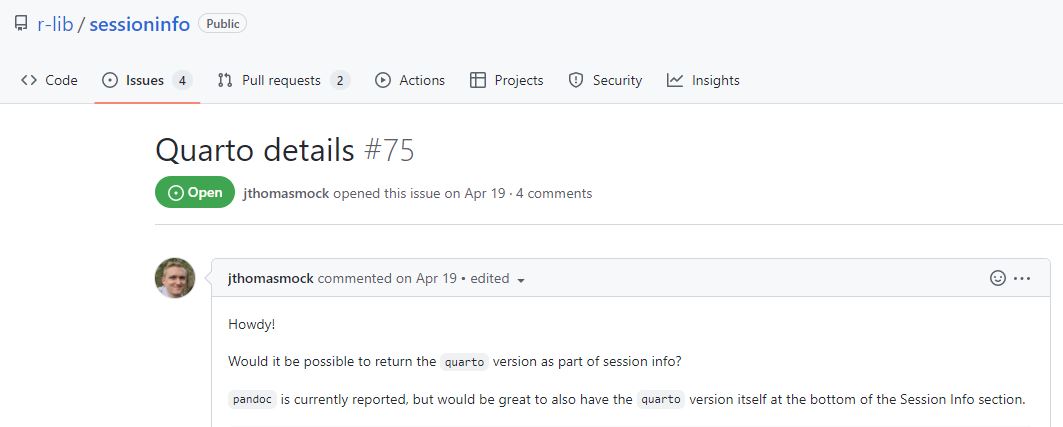 r-lib / sessioninfo Public
Code Issues 4 Pull requests 2 Actions Projects Security Insights
Quarto details #75
Open jthomasmock opened this issue on Apr 19 · 4 comments
jthomasmock commented on Apr 19 • edited
Howdy!
Would it be possible to return the quarto version as part of session info?
pandoc is currently reported, but would be great to also have the quarto version itself at the bottom of the Session Info section.